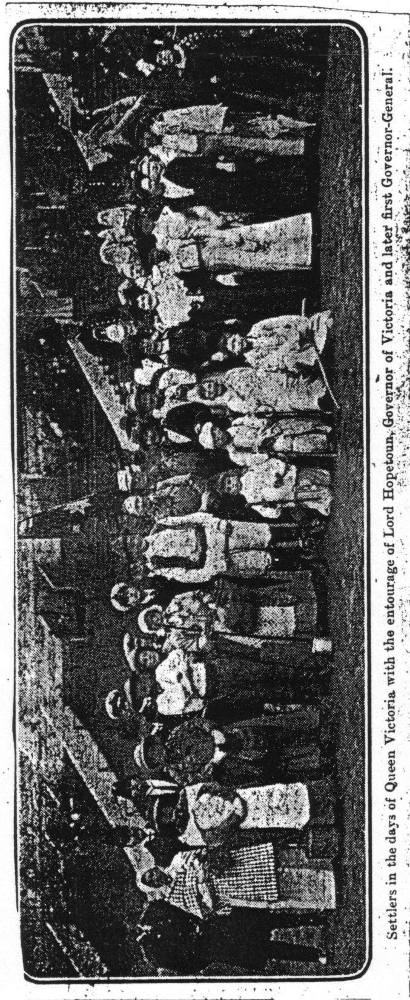 Settlers in the days of Queen Victoria with the entourage of Lord Hopetoun, Governor of Victoria and later first Governor-General.